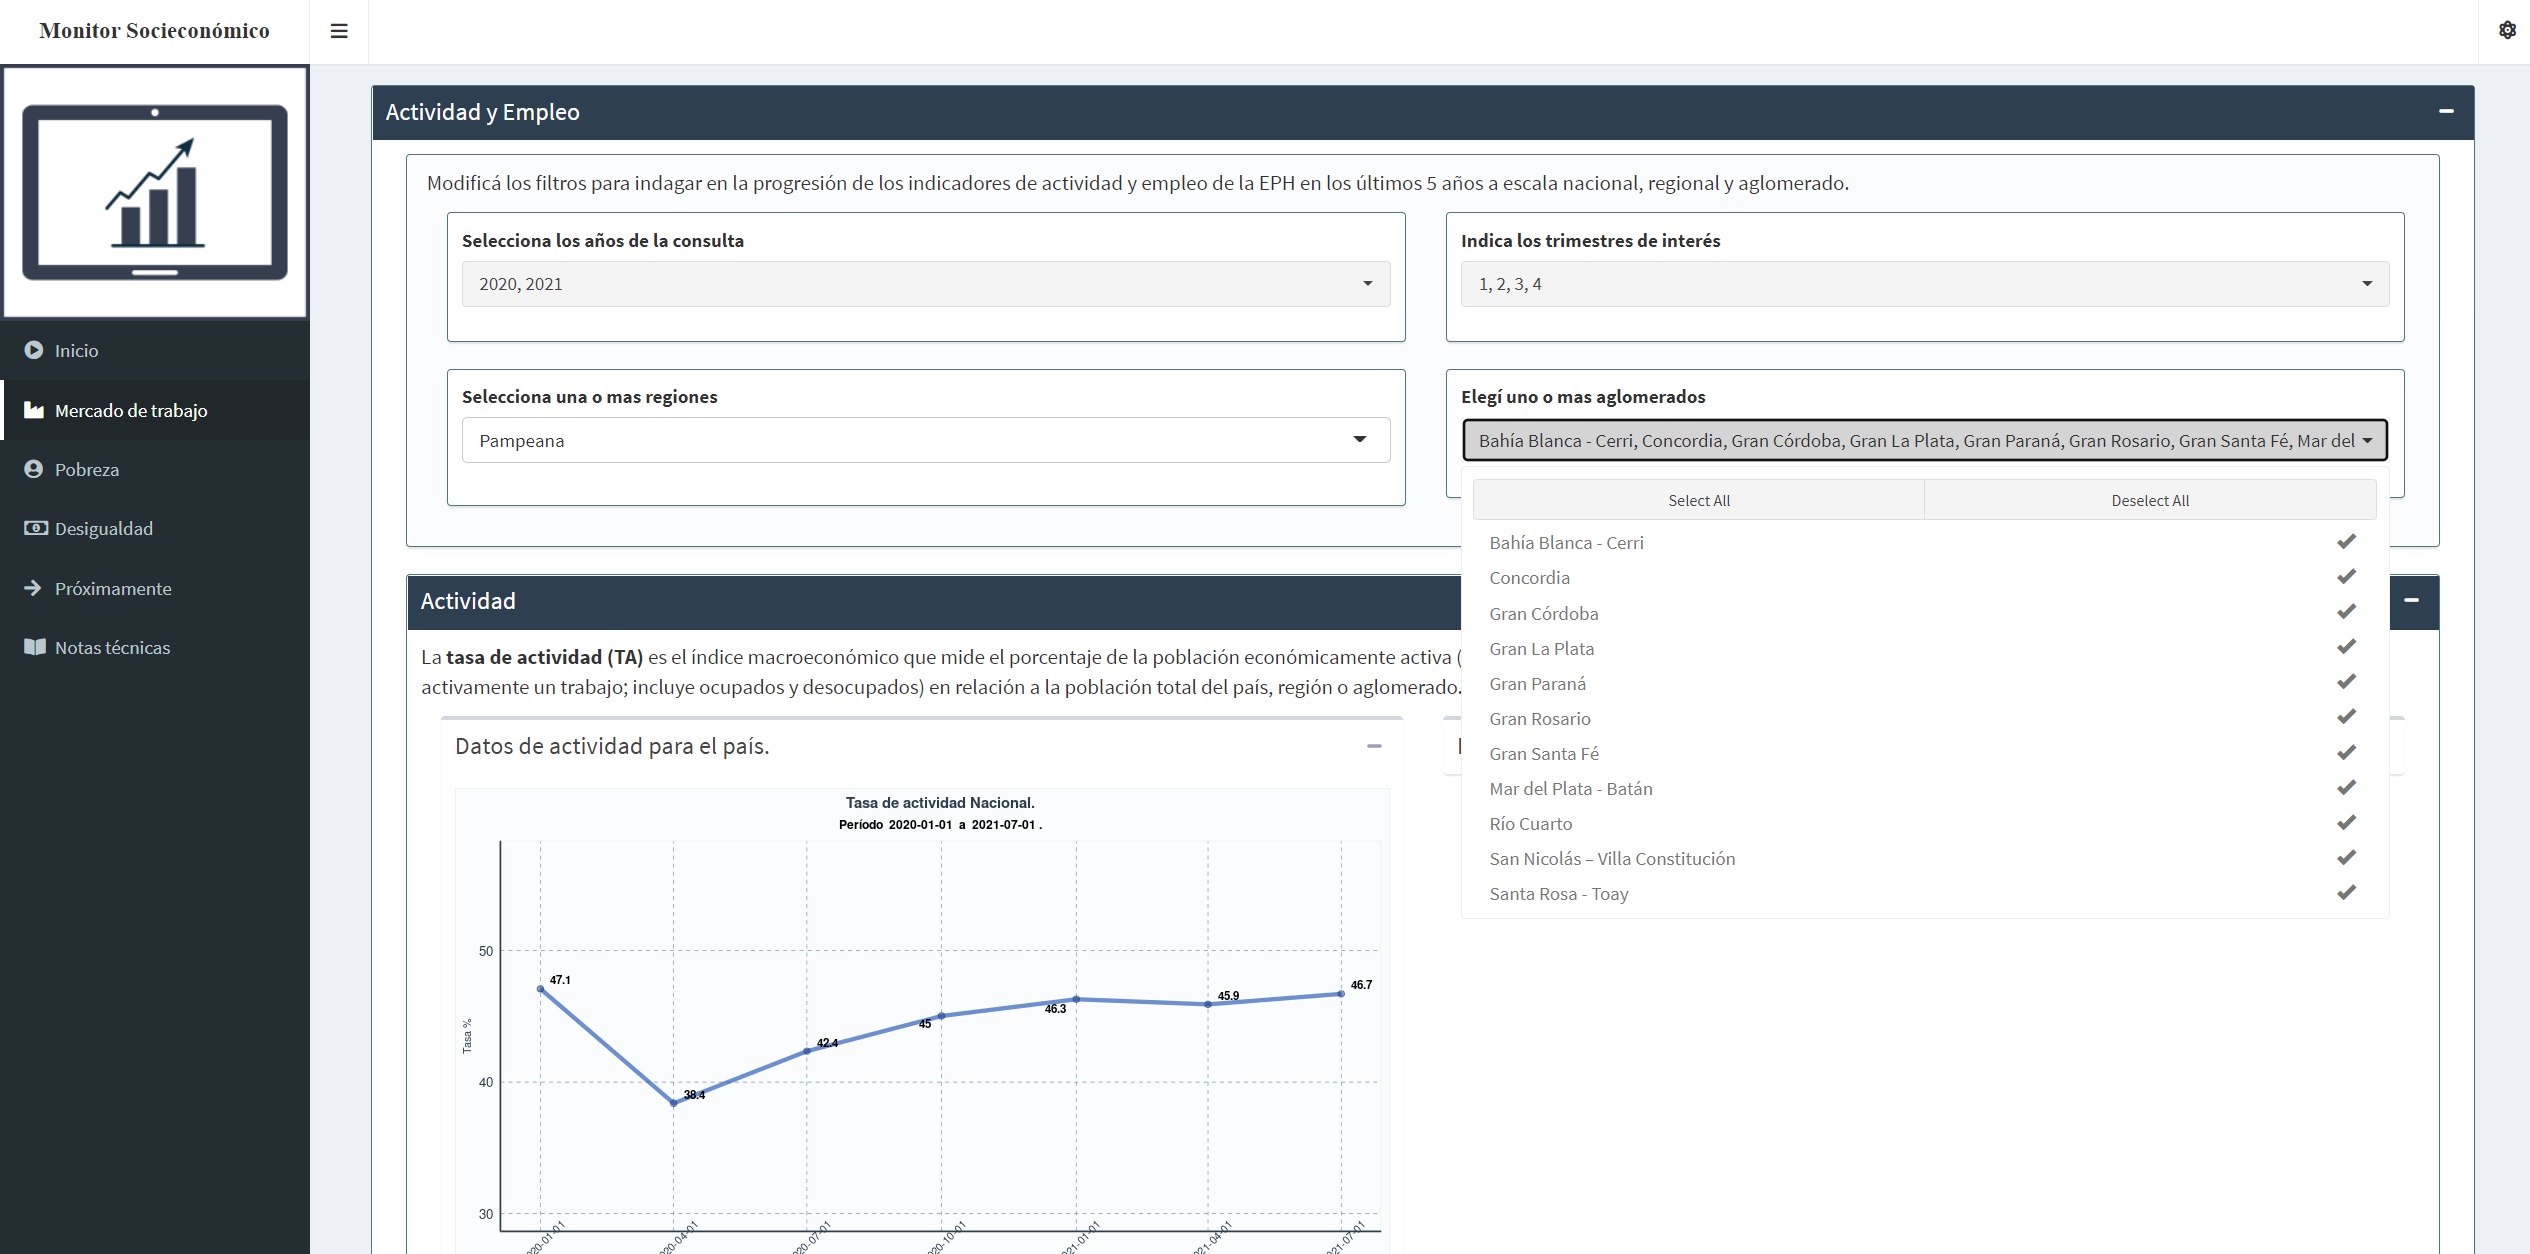 Monitor Socieconómico
Inicio
Mercado de trabajo
Pobreza
Desigualdad
Próximamente
Notas técnicas
Actividad y Empleo
Modificá los filtros para indagar en la progresión de los indicadores de actividad y empleo de la EPH en los últimos 5 años a escala nacional, regional y aglomerado.
Selecciona los años de la consulta
2020, 2021
Indica los trimestres de interés
1, 2, 3, 4
Selecciona una o mas regiones
Pampeana
Elegí uno o mas aglomerados
Bahía Blanca - Cerri, Concordia, Gran Córdoba, Gran La Plata, Gran Paraná, Gran Rosario, Gran Santa Fé, Mar del
Select All
Deselect All
Bahía Blanca - Cerri
Concordia
Gran Córdoba
Gran La Plata
Gran Paraná
Gran Rosario
Gran Santa Fé
Mar del Plata - Batán
Río Cuarto
San Nicolás – Villa Constitución
Santa Rosa - Toay
Actividad
La tasa de actividad (TA) es el índice macroeconómico que mide el porcentaje de la población económicamente activa (
activamente un trabajo; incluye ocupados y desocupados) en relación a la población total del país, región o aglomerado.
Datos de actividad para el país.
Tasa de actividad Nacional.
Período 2020-01-01 a 2021-07-01 .
Tasa %
50
40
30
47.1
38.4
42.4
45
46.3
45.9
46.7
20-01-01
20-04-01
20-07-01
20-10-01
21-01-01
21-04-01
21-07-01